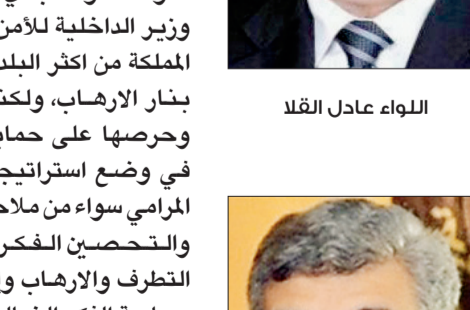 وزير الداخلية للأمن
المملكة من اكثر البلد
بنار الارهاب، ولكن
وحرصها على حماي
في وضع استراتيج
المرامي سواء من ملاح
والتحصين الفكر
التطرف والارهاب و
اللواء عادل القلا